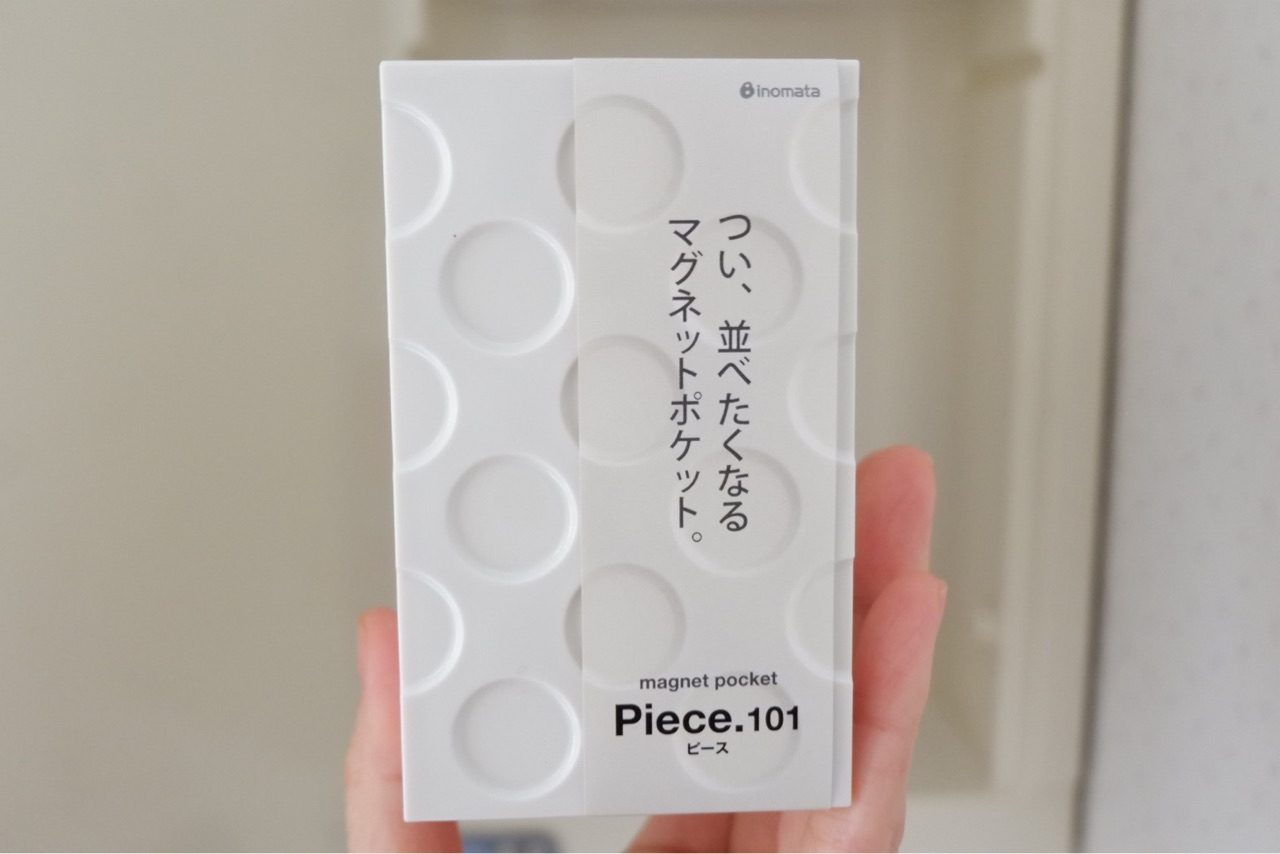 inomata
つい、並べたくなる
マグネットポケット。
magnet pocket
Piece.101
ピース